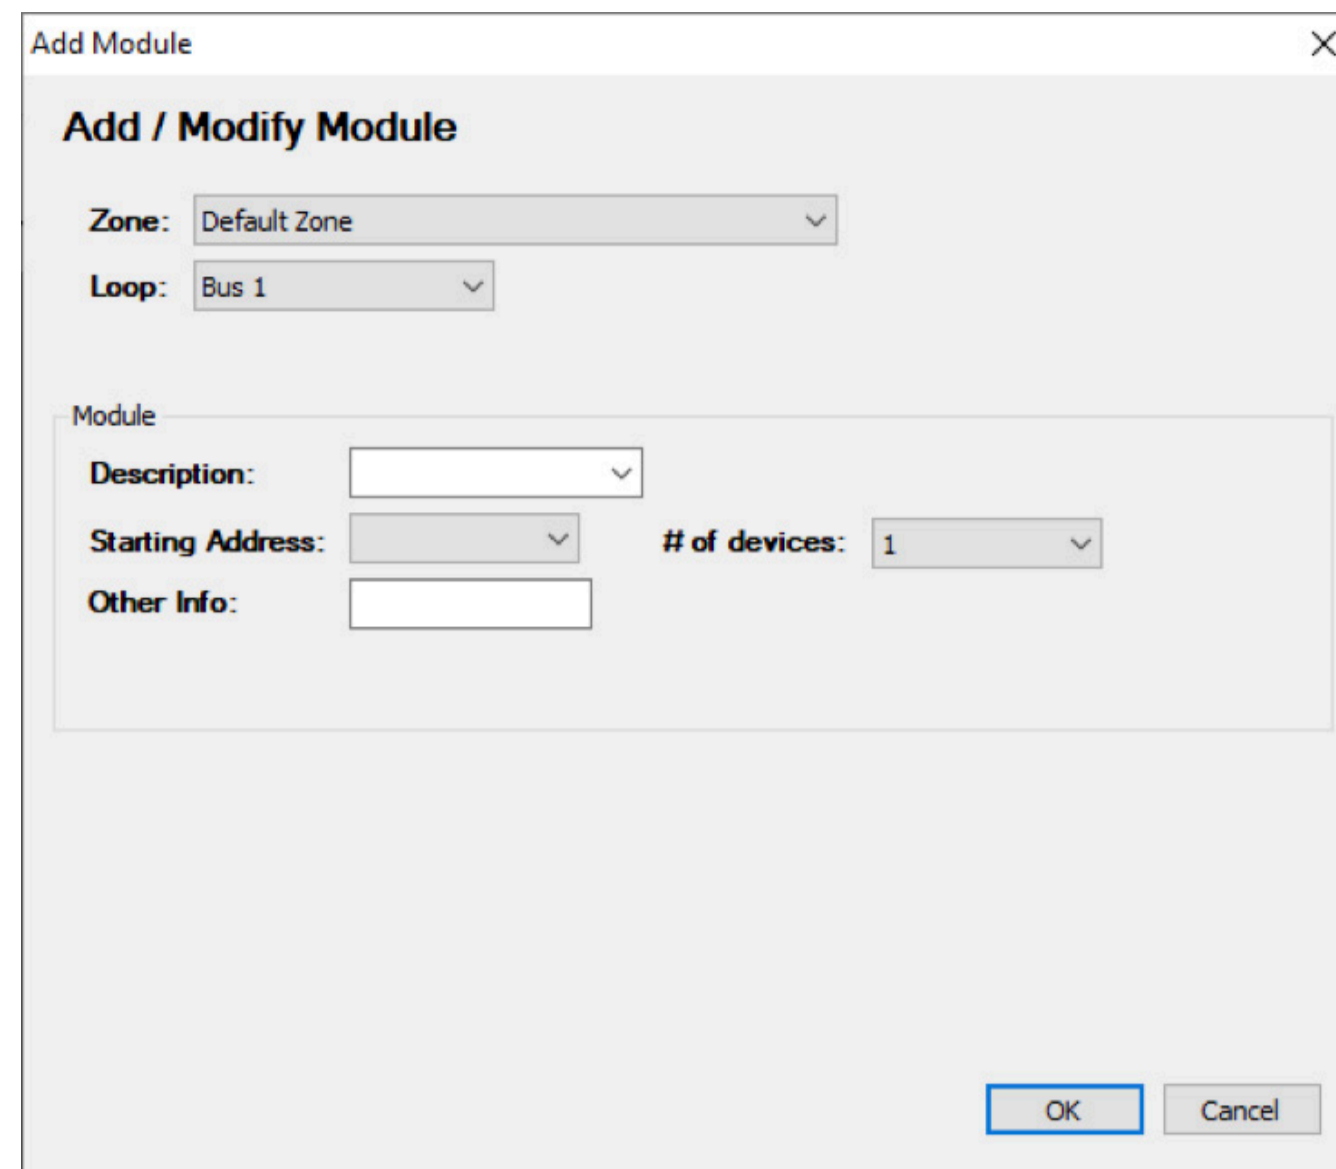 Add Module
Add / Modify Module
Zone: Default Zone
Loop: Bus 1
Module
Description:
Starting Address: # of devices: 1
Other Info:
OK Cancel